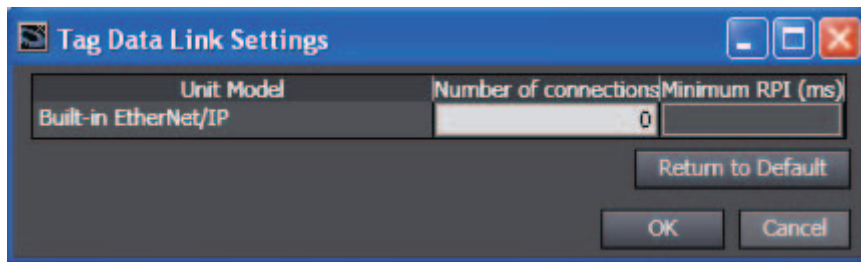 Tag Data Link Settings
Unit Model Number of connections Minimum RPI (ms)
Built-in EtherNet/IP 0
Return to Default
OK Cancel